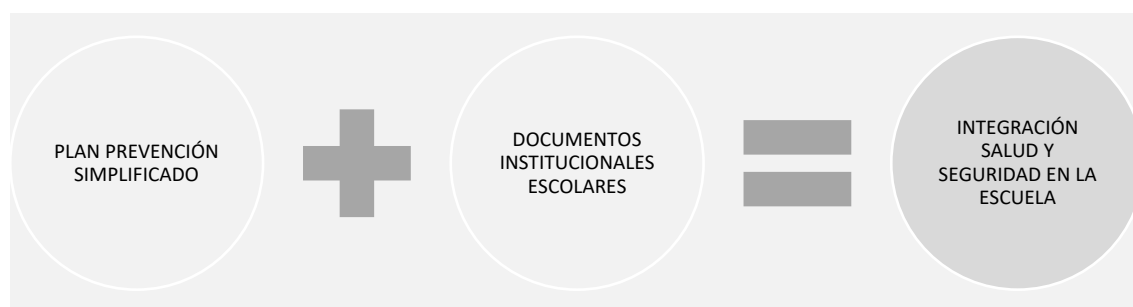 PLAN PREVENCIÓN
SIMPLIFICADO
DOCUMENTOS
INSTITUCIONALES
ESCOLARES
INTEGRACIÓN
SALUD Y
SEGURIDAD EN LA
ESCUELA